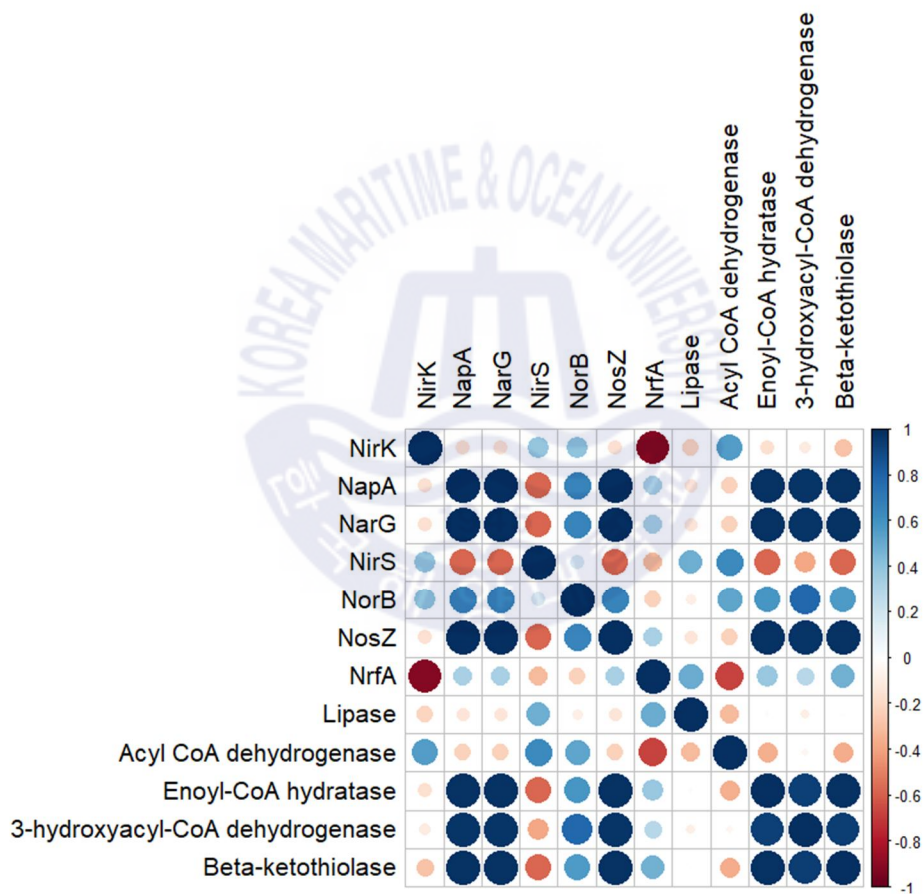 KOREA MARITIME & OCEAN UNIVERSITY
NirK
NapA
NarG
NirS
NorB
NosZ
NrfA
Lipase
Acyl CoA dehydrogenase
Enoyl-CoA hydratase
3-hydroxyacyl-CoA dehydrogenase
Beta-ketothiolase
NirK
NapA
NarG
NirS
NorB
NosZ
NrfA
Lipase
Acyl CoA dehydrogenase
Enoyl-CoA hydratase
3-hydroxyacyl-CoA dehydrogenase
Beta-ketothiolase
1
0.8
0.6
0.4
0.2
0
-0.2
-0.4
-0.6
-0.8
-1